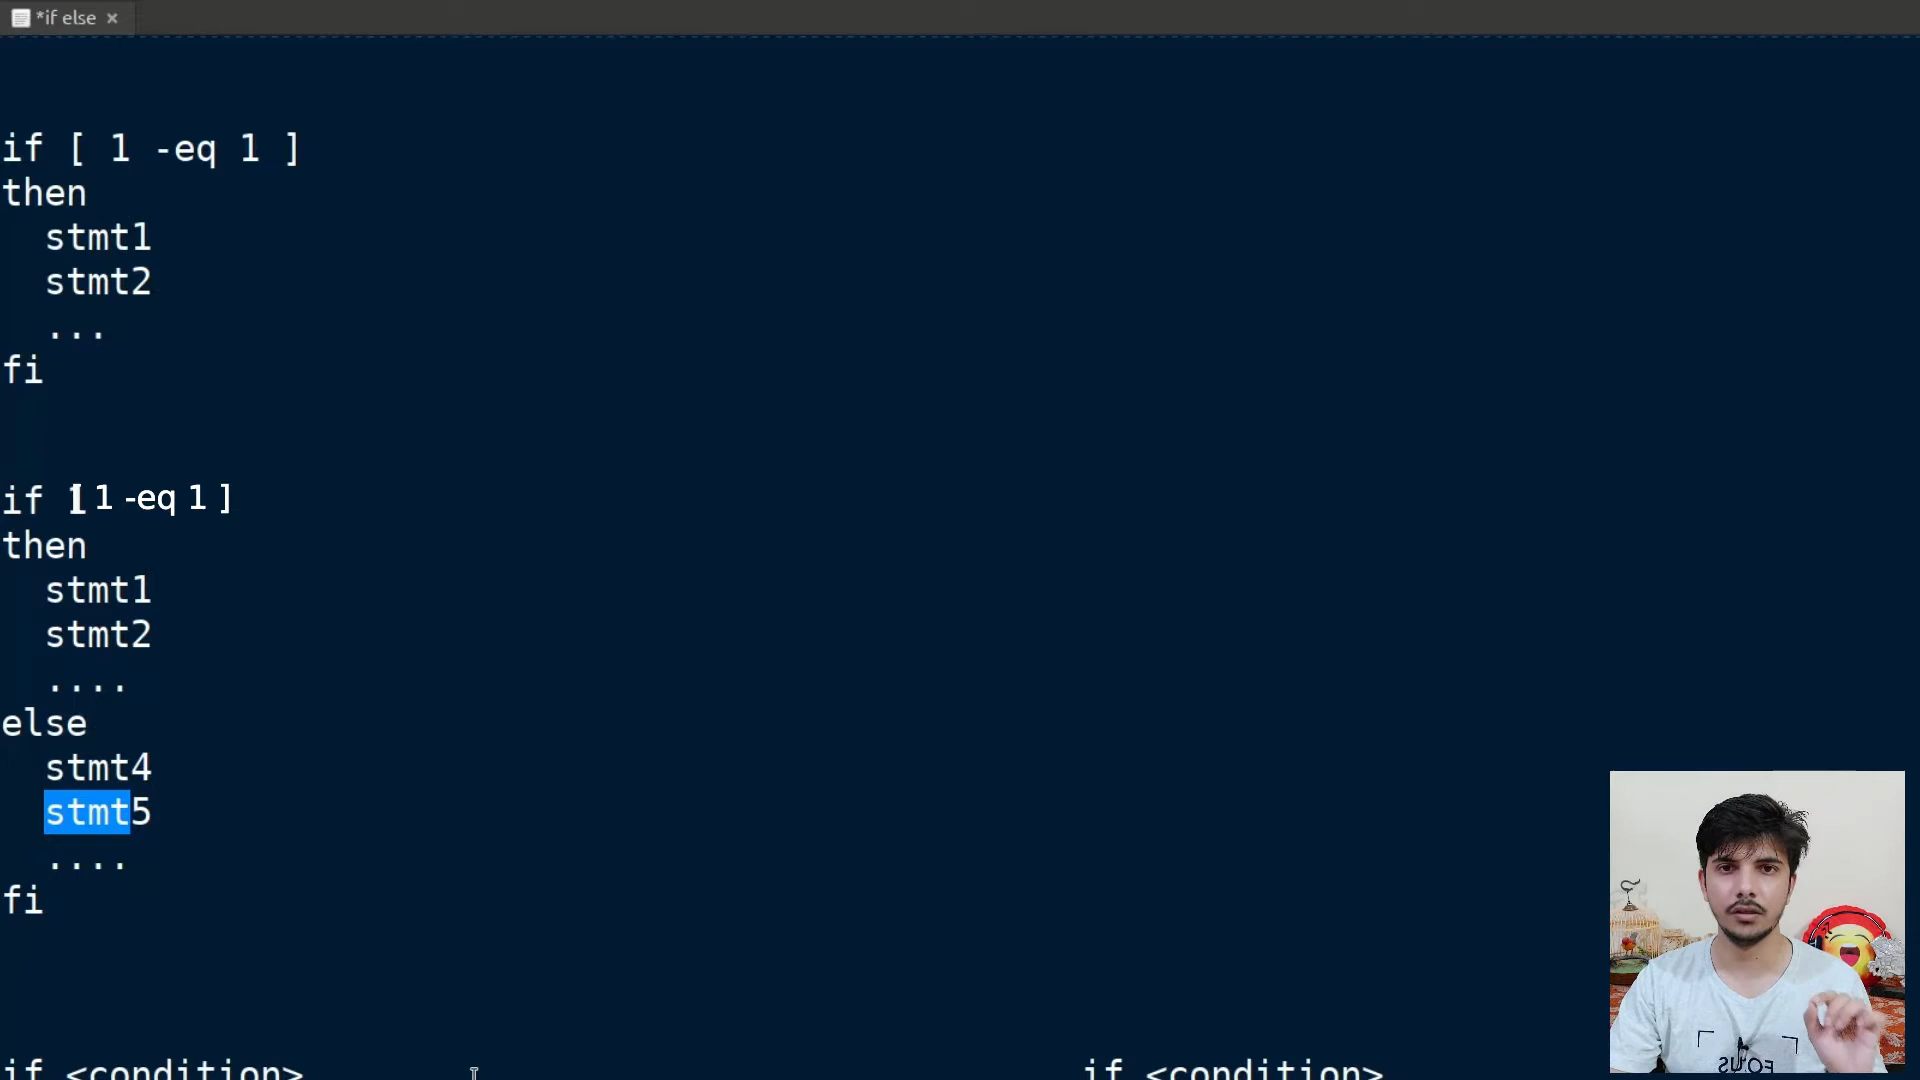 *if else ×
if [ 1 -eq 1 ]
then
stmt1
stmt2
...
fi
if [ 1 -eq 1 ]
then
stmt1
stmt2
....
else
stmt4
stmt5
....
fi
if <condition>
if <condition>